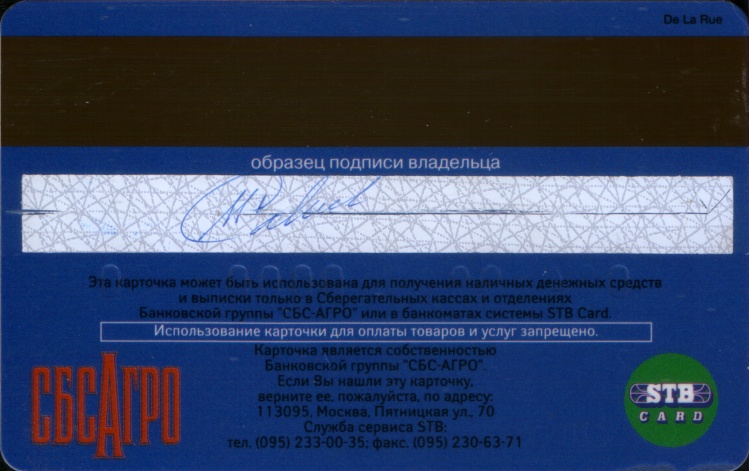 De La Rue
образец подписи владельца
Эта карточка может быть использована для получения наличных денежных средств
и выписки только в Сберегательных кассах и отделениях
Банковской группы "СБС-АГРО" или в банкоматах системы STB Card.
Использование карточки для оплаты товаров и услуг запрещено.
Карточка является собственностью
Банковской группы "СБС-АГРО".
Если Вы нашли эту карточку,
верните ее, пожалуйста, по адресу:
113095, Москва, Пятницкая ул., 70
Служба сервиса STB:
тел. (095) 233-00-35; факс. (095) 230-63-71
СБСАГРО
STB
CARD